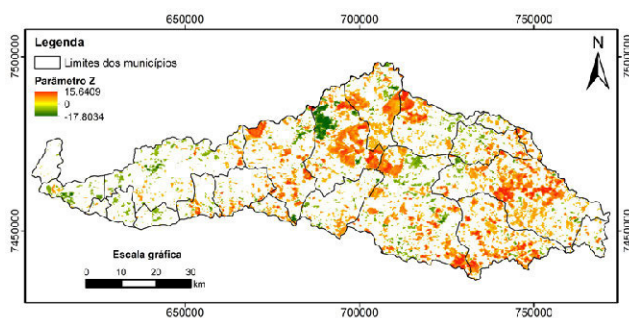 650000 700000 750000
7500000
7500000
N
Legenda
Limites dos municípios
Parâmetro Z
15.6409
0
-17.8034
7450000
7450000
Escala gráfica
0 10 20 30
km
650000 700000 750000